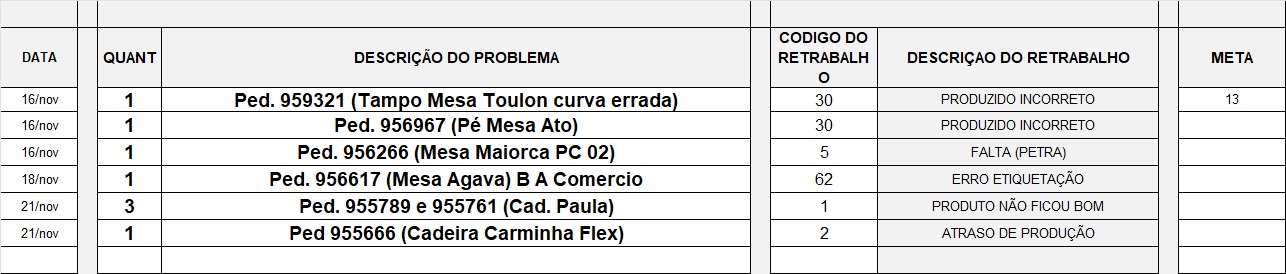 DATA QUANT DESCRIÇÃO DO PROBLEMA CODIGO DO RETRABALHO DESCRIÇAO DO RETRABALHO META
16/nov 1 Ped. 959321 (Tampo Mesa Toulon curva errada) 30 PRODUZIDO INCORRETO 13
16/nov 1 Ped. 956967 (Pé Mesa Ato) 30 PRODUZIDO INCORRETO
16/nov 1 Ped. 956266 (Mesa Maiorca PC 02) 5 FALTA (PETRA)
18/nov 1 Ped. 956617 (Mesa Agava) B A Comercio 62 ERRO ETIQUETAÇÃO
21/nov 3 Ped. 955789 e 955761 (Cad. Paula) 1 PRODUTO NÃO FICOU BOM
21/nov 1 Ped 955666 (Cadeira Carminha Flex) 2 ATRASO DE PRODUÇÃO